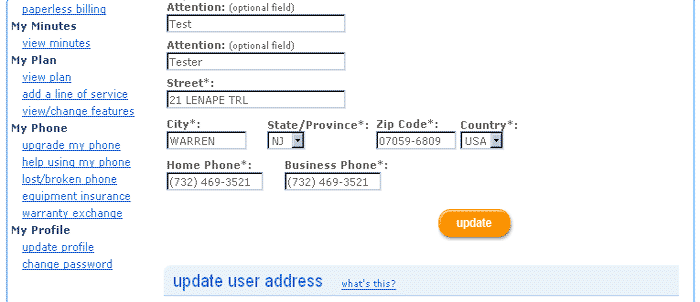 paperless billing
My Minutes
view minutes
My Plan
view plan
add a line of service
view/change features
My Phone
upgrade my phone
help using my phone
lost/broken phone
equipment insurance
warranty exchange
My Profile
update profile
change password
Attention: (optional field)
Test
Attention: (optional field)
Tester
Street*:
21 LENAPE TRL
City*: State/Province*: Zip Code*: Country*:
WARREN NJ 07059-6809 USA
Home Phone*: Business Phone*:
(732) 469-3521 (732) 469-3521
update
update user address what's this?